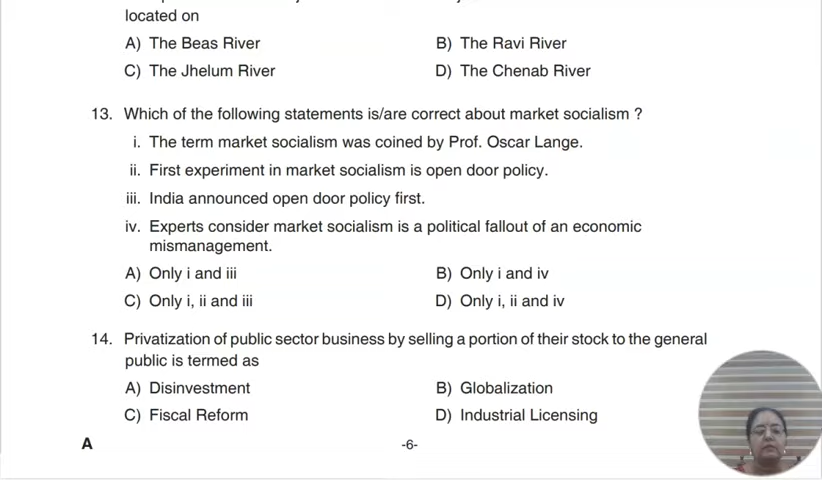 located on
A) The Beas River B) The Ravi River
C) The Jhelum River D) The Chenab River
13. Which of the following statements is/are correct about market socialism ?
i. The term market socialism was coined by Prof. Oscar Lange.
ii. First experiment in market socialism is open door policy.
iii. India announced open door policy first.
iv. Experts consider market socialism is a political fallout of an economic
mismanagement.
A) Only i and iii B) Only i and iv
C) Only i, ii and iii D) Only i, ii and iv
14. Privatization of public sector business by selling a portion of their stock to the general
public is termed as
A) Disinvestment B) Globalization
C) Fiscal Reform D) Industrial Licensing
A -6-